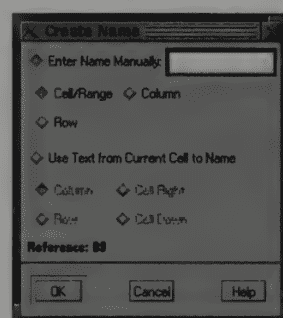 Create Name
Enter Name Manually:
Cell/Range Column
Row
Use Text from Current Cell to Name
Column Cell Right
Row Cell Down
Reference: B9
OK Cancel Help